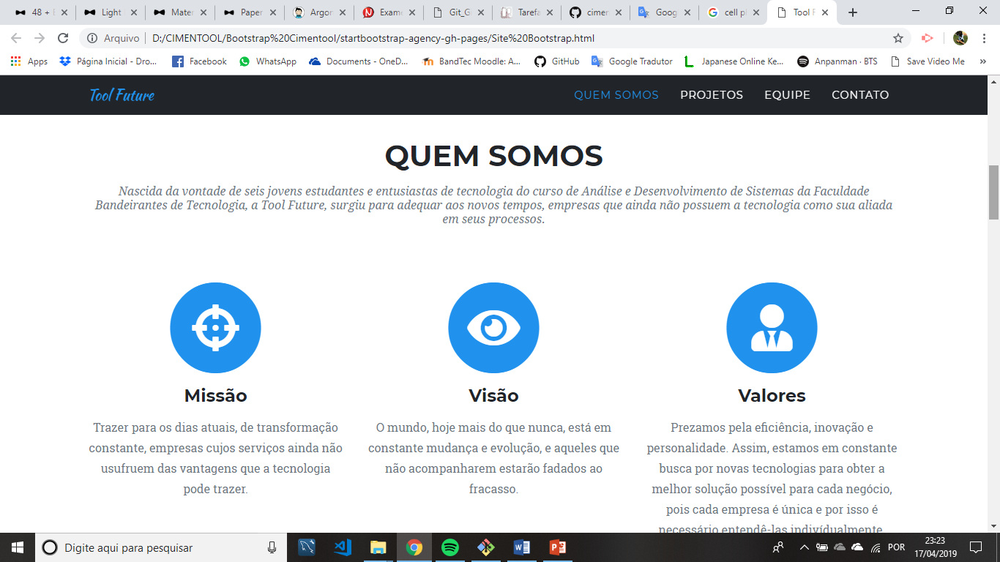 48 + E
Light
Mater
Paper
Argon
Exame
Git_G
Tarefa
cimen
Goog
cell pl
Tool F
Arquivo
D:/CIMENTOOL/Bootstrap%20Cimentool/startbootstrap-agency-gh-pages/Site%20Bootstrap.html
Apps
Página Inicial - Dro...
Facebook
WhatsApp
Documents - OneD...
BandTec Moodle: A...
GitHub
Google Tradutor
Japanese Online Ke...
Anpanman · BTS
Save Video Me
»
Tool Future
QUEM SOMOS
PROJETOS
EQUIPE
CONTATO
QUEM SOMOS
Nascida da vontade de seis jovens estudantes e entusiastas de tecnologia do curso de Análise e Desenvolvimento de Sistemas da Faculdade
Bandeirantes de Tecnologia, a Tool Future, surgiu para adequar aos novos tempos, empresas que ainda não possuem a tecnologia como sua aliada
em seus processos.
Missão
Trazer para os dias atuais, de transformação
constante, empresas cujos serviços ainda não
usufruem das vantagens que a tecnologia
pode trazer.
Visão
O mundo, hoje mais do que nunca, está em
constante mudança e evolução, e aqueles que
não acompanharem estarão fadados ao
fracasso.
Valores
Prezamos pela eficiência, inovação e
personalidade. Assim, estamos em constante
busca por novas tecnologias para obter a
melhor solução possível para cada negócio,
pois cada empresa é única e por isso é
necessário entendê-las indivídualmente
Digite aqui para pesquisar
POR
23:23
17/04/2019